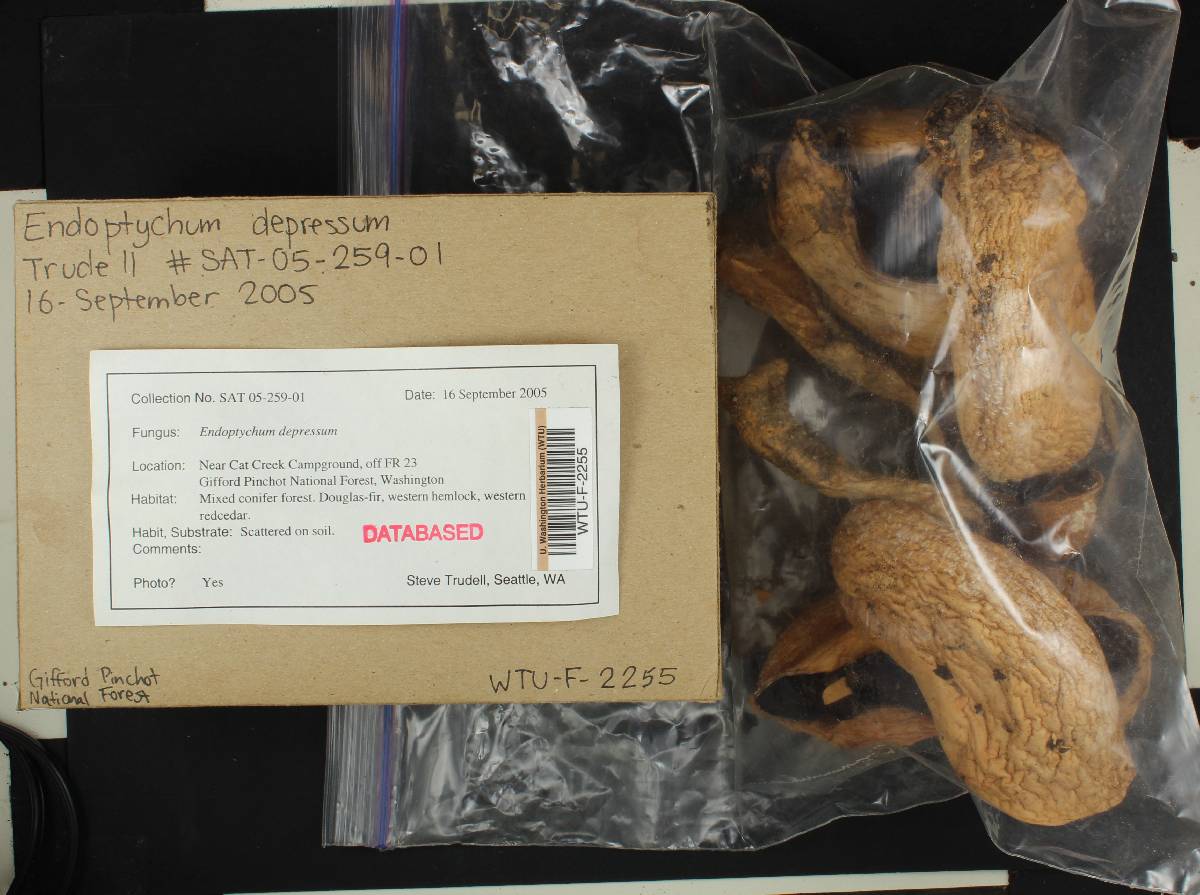 Endoptychum depressum
Trudell # SAT-05-259-01
16-September 2005
Collection No. SAT 05-259-01 Date: 16 September 2005
Fungus: Endoptychum depressum
Location: Near Cat Creek Campground, off FR 23
Gifford Pinchot National Forest, Washington
Habitat: Mixed conifer forest. Douglas-fir, western hemlock, western
redcedar.
Habit, Substrate: Scattered on soil.
DATABASED
Comments:
Photo? Yes
Steve Trudell, Seattle, WA
U. Washington Herbarium (WTU)
WTU-F-2255
Gifford Pinchot
National Forest
WTU-F-2255